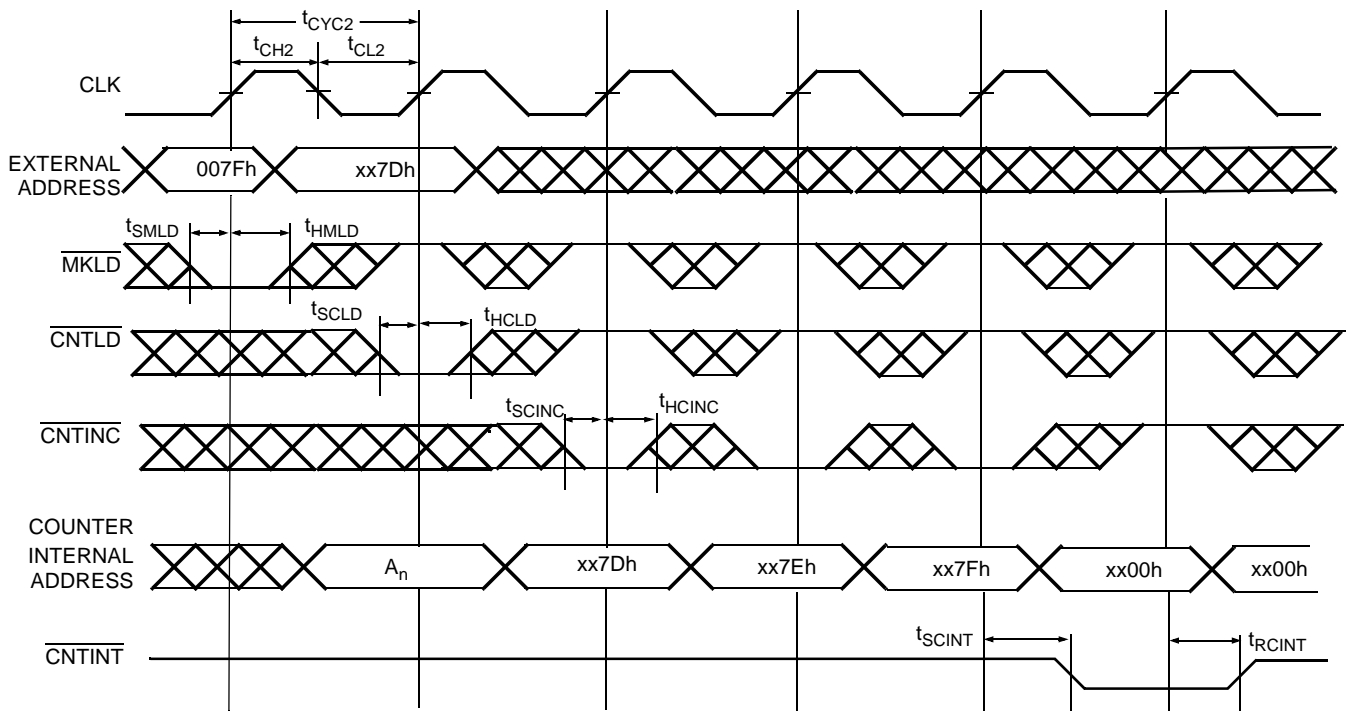 tCYC2
tCH2 tCL2
CLK
EXTERNAL
ADDRESS
007Fh xx7Dh
tSMLD tHMLD
MKLD
tSCLD tHCLD
CNTLD
tSCINC tHCINC
CNTINC
COUNTER
INTERNAL
ADDRESS
An xx7Dh xx7Eh xx7Fh xx00h xx00h
tSCINT tRCINT
CNTINT